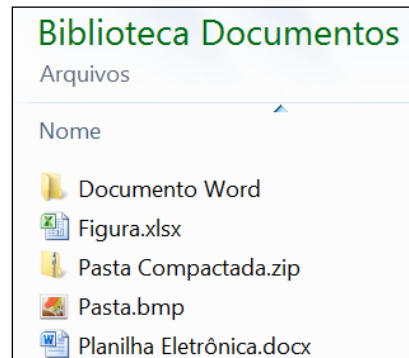 Biblioteca Documentos
Arquivos
Nome
Documento Word
Figura.xlsx
Pasta Compactada.zip
Pasta.bmp
Planilha Eletrônica.docx